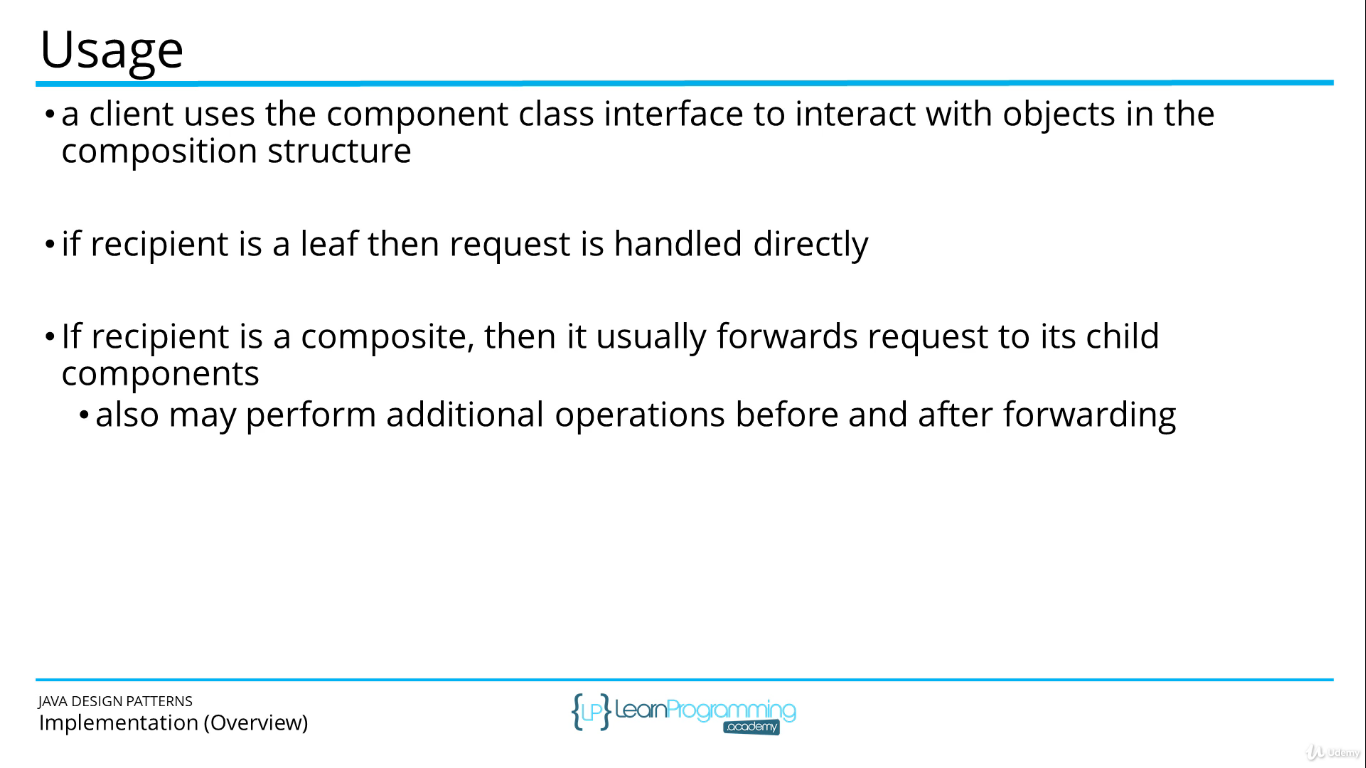 Usage
• a client uses the component class interface to interact with objects in the
composition structure
• if recipient is a leaf then request is handled directly
• If recipient is a composite, then it usually forwards request to its child
components
• also may perform additional operations before and after forwarding
JAVA DESIGN PATTERNS
Implementation (Overview)
{LP} LearnProgramming
.academy
Udemy